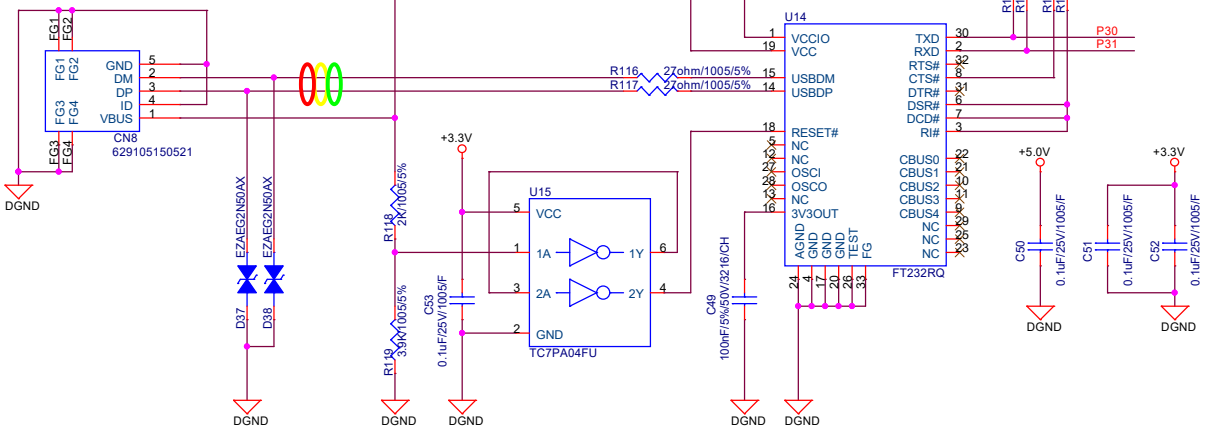 FG1
FG2
FG1
FG2
FG3
FG4
GND
DM
DP
ID
VBUS
5
2
3
4
1
FG3
FG4
CN8
629105150521
DGND
EZAEG2N50AX
EZAEG2N50AX
D37
D38
DGND
R116
27ohm/1005/5%
R117
27ohm/1005/5%
R118
2K/1005/5%
R119
3.9K/1005/5%
DGND
+3.3V
C53
0.1uF/25V/1005/F
DGND
U15
5
VCC
1
1A
1Y
6
3
2A
2Y
4
2
GND
TC7PA04FU
C49
100nF/5%/50V/3216/CH
DGND
U14
1
VCCIO
19
VCC
15
USBDM
14
USBDP
18
RESET#
5
NC
12
NC
27
OSCI
28
OSCO
13
NC
16
3V3OUT
TXD
30
RXD
2
RTS#
32
CTS#
8
DTR#
31
DSR#
6
DCD#
7
RI#
3
CBUS0
22
CBUS1
21
CBUS2
10
CBUS3
11
CBUS4
9
NC
29
NC
25
NC
23
AGND
GND
GND
GND
TEST
FG
24
4
17
20
26
33
FT232RQ
DGND
P30
P31
+5.0V
C50
0.1uF/25V/1005/F
DGND
+3.3V
C51
0.1uF/25V/1005/F
C52
0.1uF/25V/1005/F
DGND